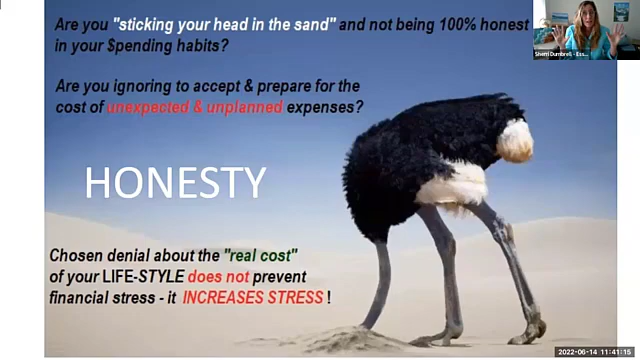 Are you "sticking your head in the sand" and not being 100% honest
in your $pending habits?
Are you ignoring to accept & prepare for the
cost of unexpected & unplanned expenses?
HONESTY
Chosen denial about the "real cost"
of your LIFE-STYLE does not prevent
financial stress - it INCREASES STRESS !
Sherri Dumbrell - Ess...
2022-06-14 11:41:15